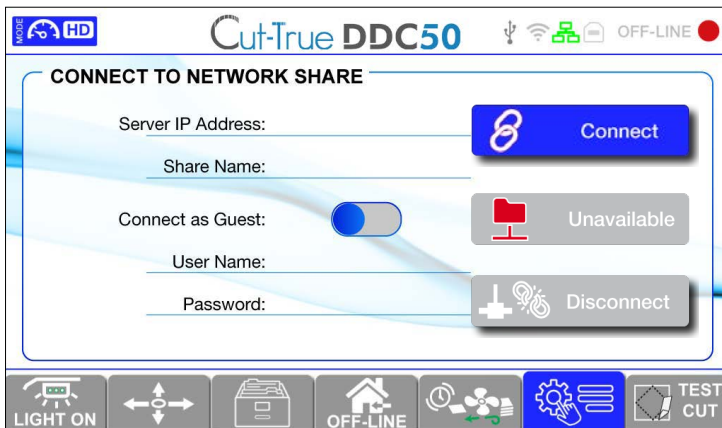 MODE HD Cut-True DDC50 OFF-LINE
CONNECT TO NETWORK SHARE
Server IP Address: Connect
Share Name:
Connect as Guest: Unavailable
User Name:
Password: Disconnect
LIGHT ON OFF-LINE TEST CUT